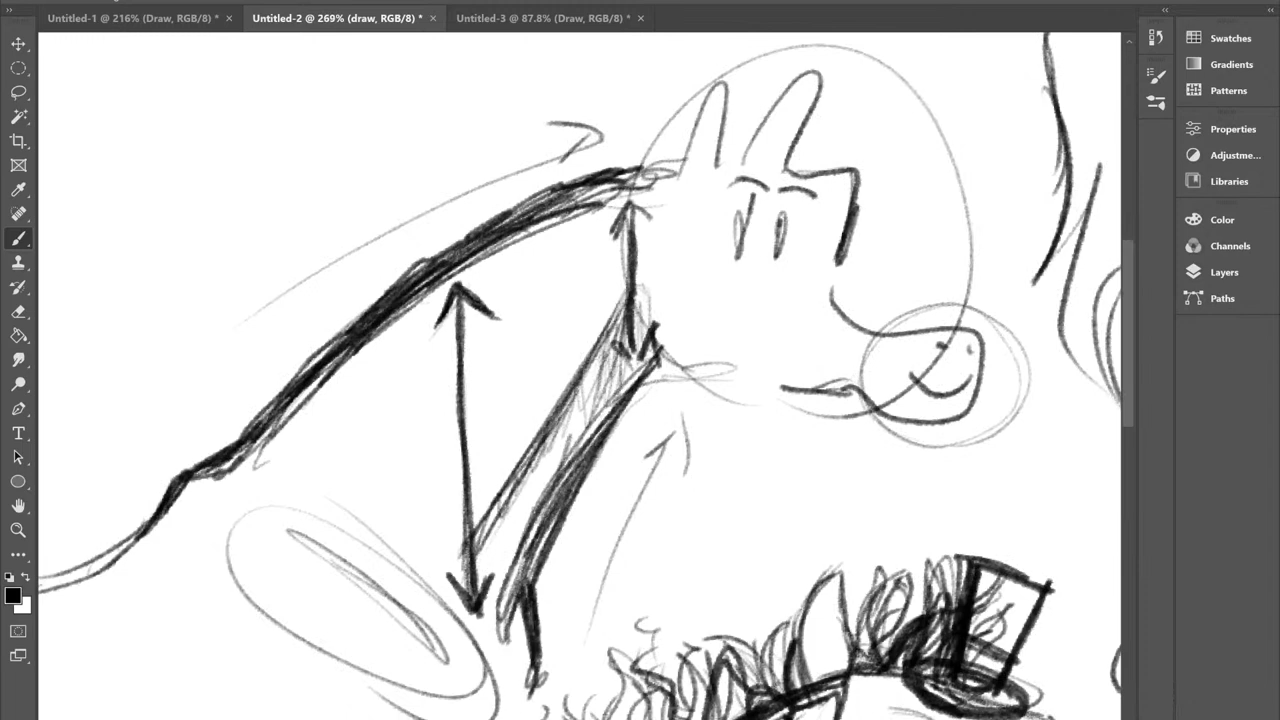 Untitled-1 @ 216% (Draw, RGB/8) *
Untitled-2 @ 269% (draw, RGB/8) *
Untitled-3 @ 87.8% (Draw, RGB/8) *
Swatches
Gradients
Patterns
Properties
Adjustme...
Libraries
Color
Channels
Layers
Paths